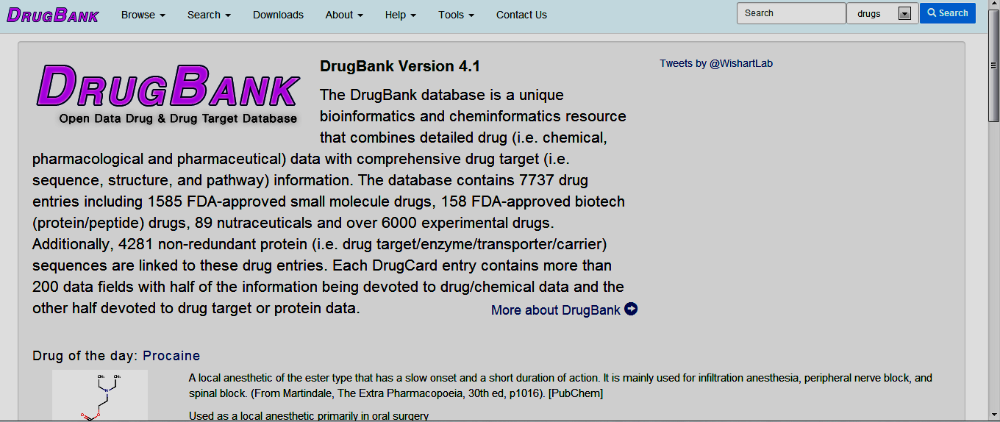 DRUGBANK Browse Search Downloads About Help Tools Contact Us Search drugs Search
DRUGBANK
Open Data Drug & Drug Target Database
DrugBank Version 4.1
Tweets by @WishartLab
The DrugBank database is a unique
bioinformatics and cheminformatics resource
that combines detailed drug (i.e. chemical,
pharmacological and pharmaceutical) data with comprehensive drug target (i.e.
sequence, structure, and pathway) information. The database contains 7737 drug
entries including 1585 FDA-approved small molecule drugs, 158 FDA-approved biotech
(protein/peptide) drugs, 89 nutraceuticals and over 6000 experimental drugs.
Additionally, 4281 non-redundant protein (i.e. drug target/enzyme/transporter/carrier)
sequences are linked to these drug entries. Each DrugCard entry contains more than
200 data fields with half of the information being devoted to drug/chemical data and the
other half devoted to drug target or protein data.
More about DrugBank
Drug of the day: Procaine
CH₃ CH₃
N
O O
A local anesthetic of the ester type that has a slow onset and a short duration of action. It is mainly used for infiltration anesthesia, peripheral nerve block, and
spinal block. (From Martindale, The Extra Pharmacopoeia, 30th ed, p1016). [PubChem]
Used as a local anesthetic primarily in oral surgery